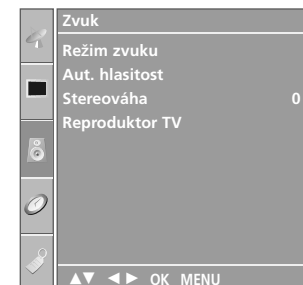 Zvuk
Režim zvuku
Aut. hlasitost
Stereováha 0
Reproduktor TV
▲▼ ◄► OK MENU